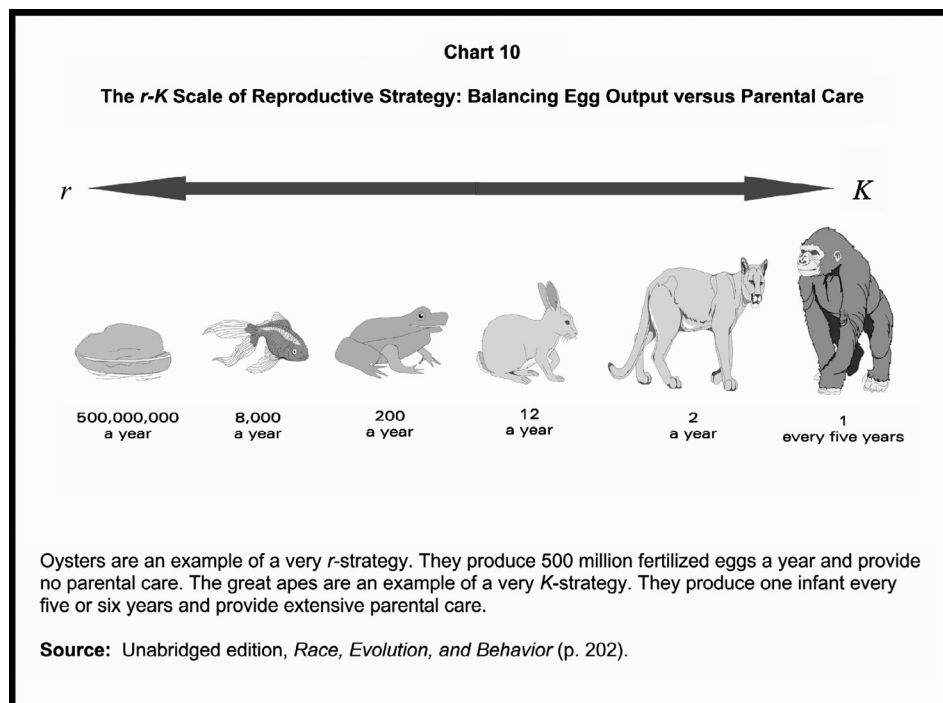 Chart 10
The r-K Scale of Reproductive Strategy: Balancing Egg Output versus Parental Care
r K
500,000,000 8,000 200 12 2 1
a year a year a year a year a year every five years
Oysters are an example of a very r-strategy. They produce 500 million fertilized eggs a year and provide
no parental care. The great apes are an example of a very K-strategy. They produce one infant every
five or six years and provide extensive parental care.
Source: Unabridged edition, Race, Evolution, and Behavior (p. 202).